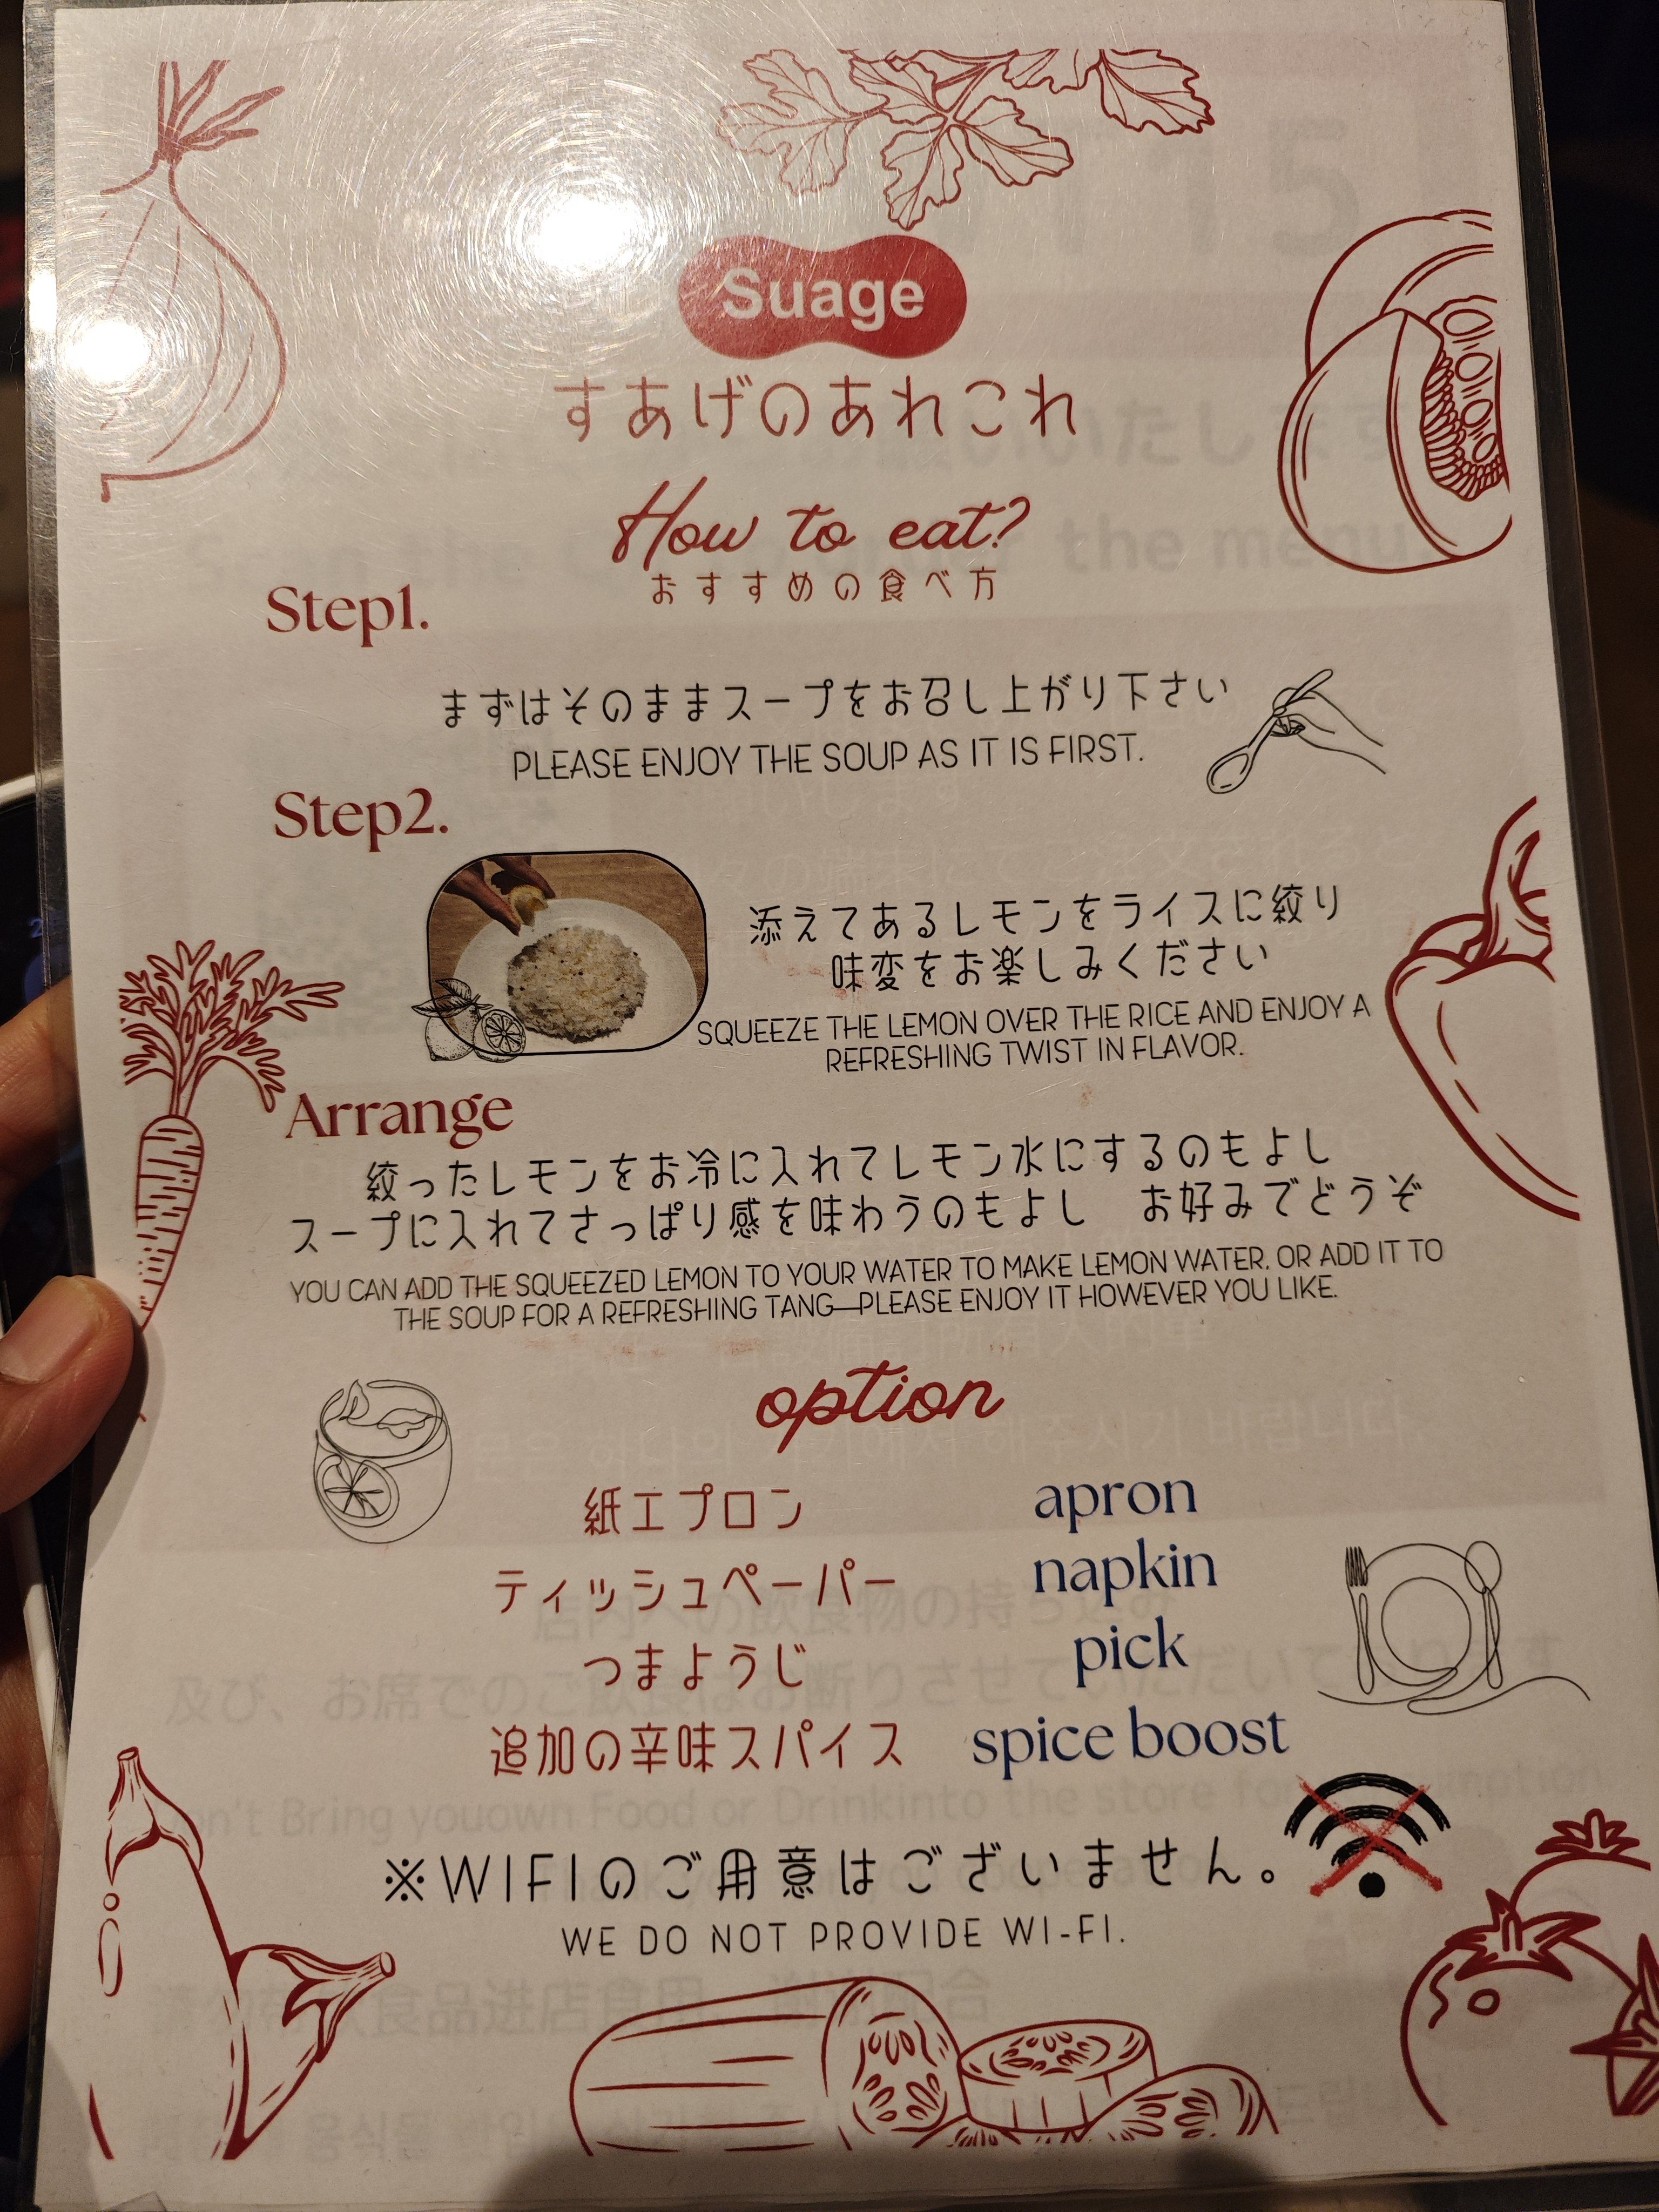 Suage
すあげのあれこれ
How to eat?
おすすめの食べ方
Step1.
まずはそのままスープをお召し上がり下さい
PLEASE ENJOY THE SOUP AS IT IS FIRST.
Step2.
添えてあるレモンをライスに絞り
味変をお楽しみください
SQUEEZE THE LEMON OVER THE RICE AND ENJOY A
REFRESHING TWIST IN FLAVOR.
Arrange
絞ったレモンをお冷に入れてレモン水にするのもよし
スープに入れてさっぱり感を味わうのもよし　お好みでどうぞ
YOU CAN ADD THE SQUEEZED LEMON TO YOUR WATER TO MAKE LEMON WATER, OR ADD IT TO
THE SOUP FOR A REFRESHING TANG—PLEASE ENJOY IT HOWEVER YOU LIKE.
option
紙エプロン apron
ティッシュペーパー napkin
つまようじ pick
追加の辛味スパイス spice boost
※WIFIのご用意はございません。
WE DO NOT PROVIDE WI-FI.